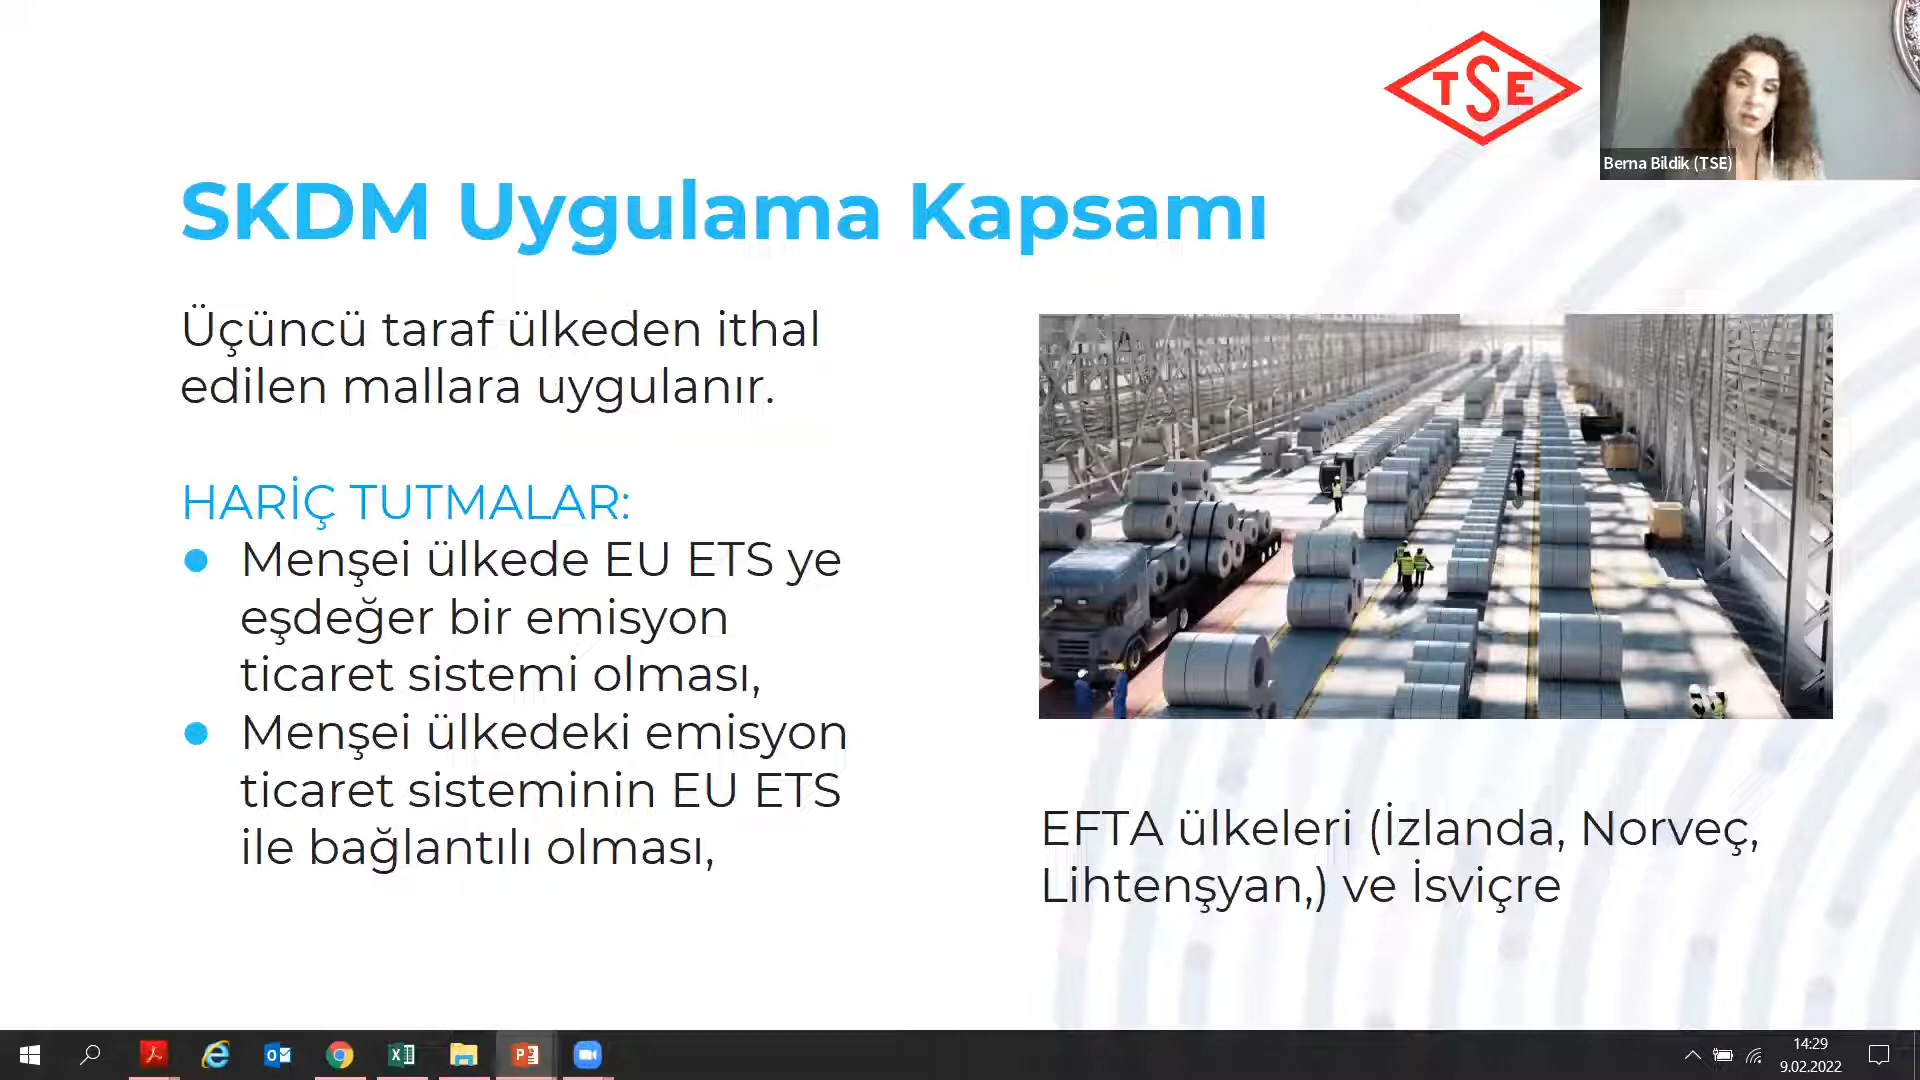 TSE
Berna Bildik (TSE)
SKDM Uygulama Kapsamı
Üçüncü taraf ülkeden ithal
edilen mallara uygulanır.
HARİÇ TUTMALAR:
● Menşei ülkede EU ETS ye
eşdeğer bir emisyon
ticaret sistemi olması,
● Menşei ülkedeki emisyon
ticaret sisteminin EU ETS
ile bağlantılı olması,
EFTA ülkeleri (İzlanda, Norveç,
Lihtenşyan,) ve İsviçre
14:29
9.02.2022